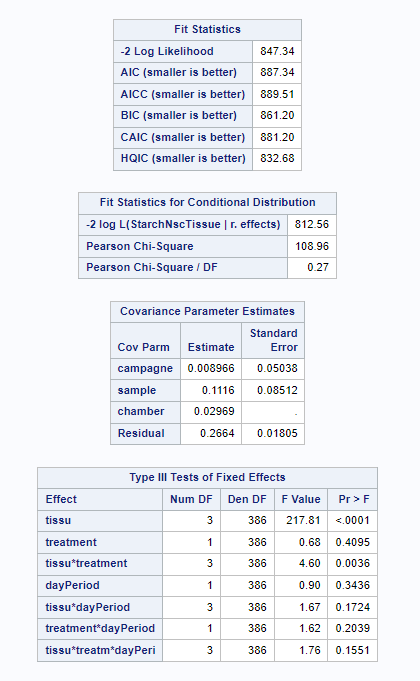 Fit Statistics
-2 Log Likelihood 847.34
AIC (smaller is better) 887.34
AICC (smaller is better) 889.51
BIC (smaller is better) 861.20
CAIC (smaller is better) 881.20
HQIC (smaller is better) 832.68
Fit Statistics for Conditional Distribution
-2 log L(StarchNscTissue | r. effects) 812.56
Pearson Chi-Square 108.96
Pearson Chi-Square / DF 0.27
Covariance Parameter Estimates
Cov Parm Estimate Standard Error
campagne 0.008966 0.05038
sample 0.1116 0.08512
chamber 0.02969 .
Residual 0.2664 0.01805
Type III Tests of Fixed Effects
Effect Num DF Den DF F Value Pr > F
tissu 3 386 217.81 <.0001
treatment 1 386 0.68 0.4095
tissu*treatment 3 386 4.60 0.0036
dayPeriod 1 386 0.90 0.3436
tissu*dayPeriod 3 386 1.67 0.1724
treatment*dayPeriod 1 386 1.62 0.2039
tissu*treatm*dayPeri 3 386 1.76 0.1551